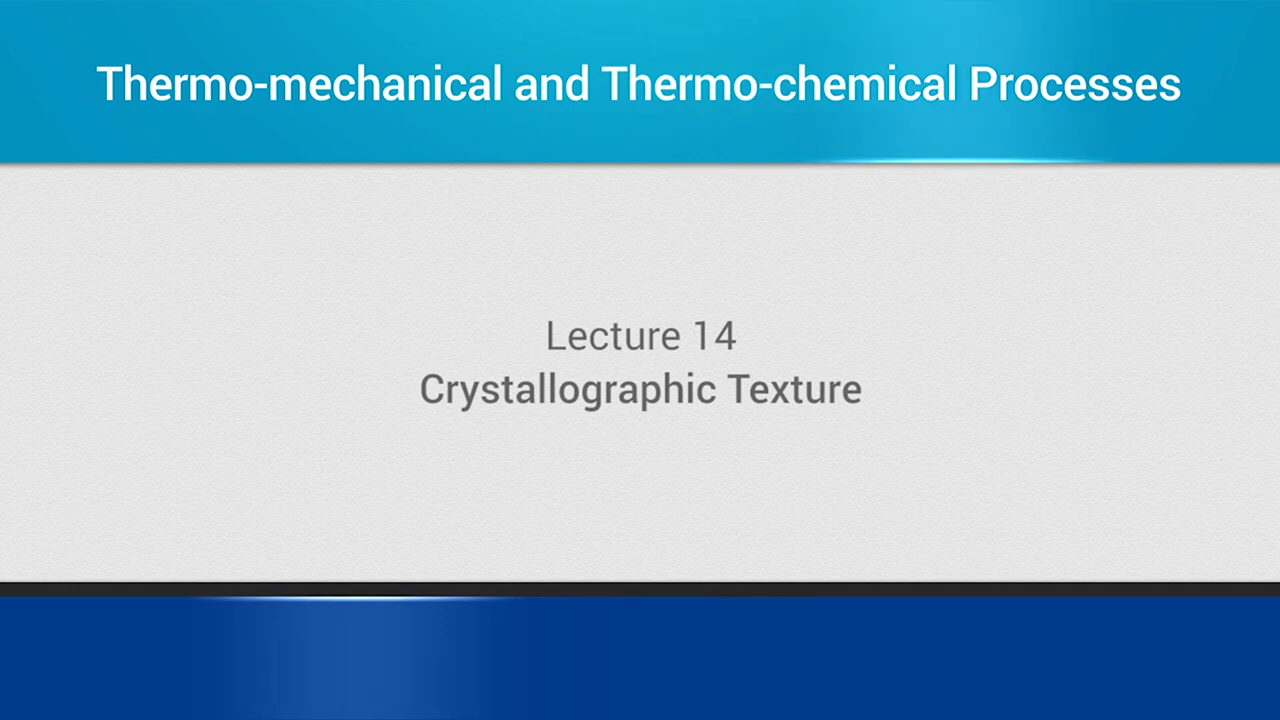 Thermo-mechanical and Thermo-chemical Processes
Lecture 14
Crystallographic Texture